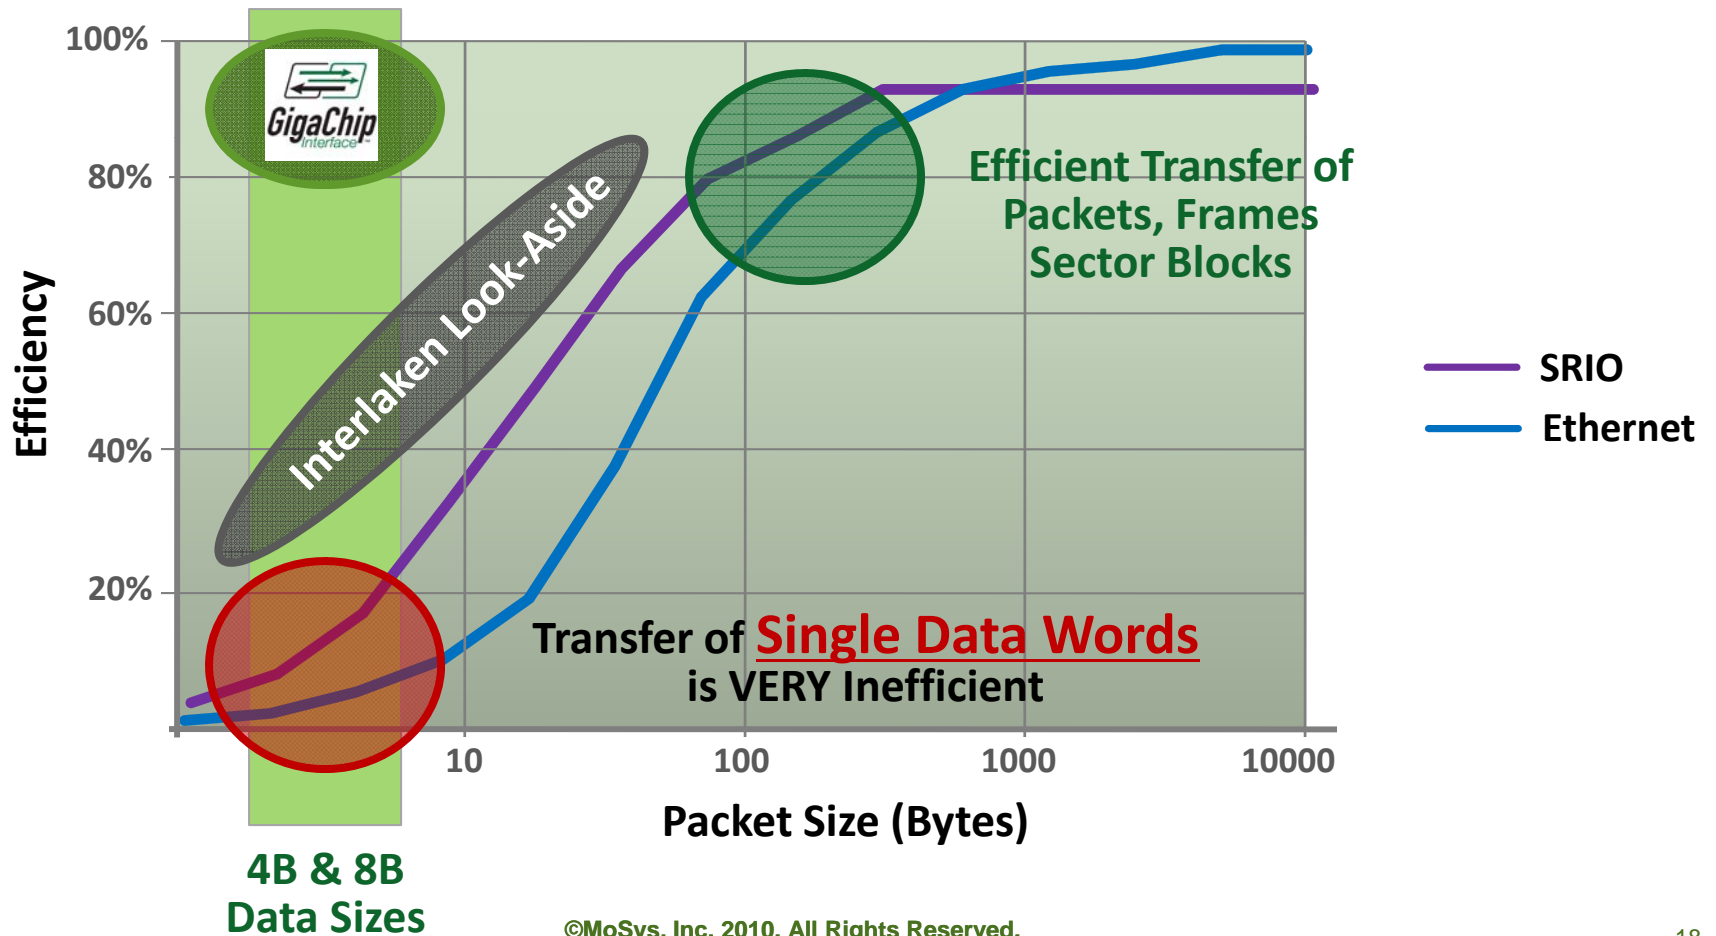 100%
80%
60%
40%
20%
Efficiency
GigaChip
Interface™
Interlaken Look-Aside
Efficient Transfer of
Packets, Frames
Sector Blocks
SRIO
Ethernet
Transfer of Single Data Words
is VERY Inefficient
10
100
1000
10000
Packet Size (Bytes)
4B & 8B
Data Sizes
©MoSys, Inc. 2010. All Rights Reserved.
18